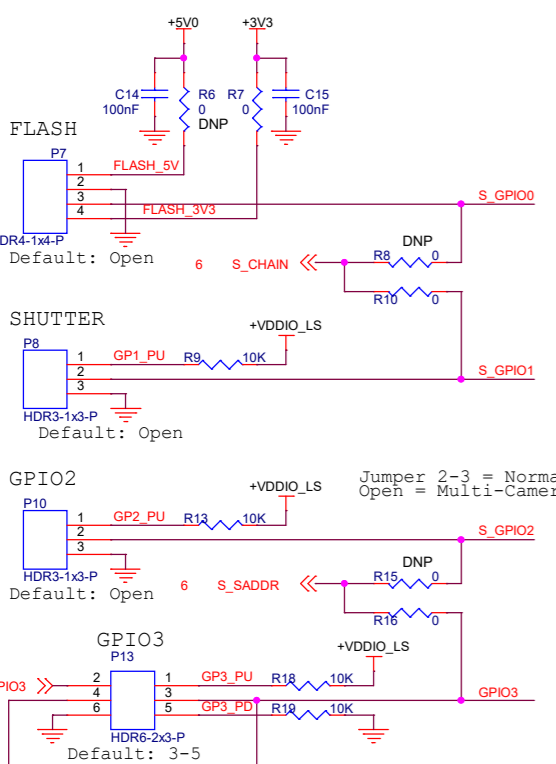 +5V0 +3V3
C14 100nF R6 0 DNP R7 0 C15 100nF
FLASH
P7
1 FLASH_5V
2
3 S_GPIO0
4 FLASH_3V3
DR4-1x4-P
Default: Open
DNP
R8 0
6 S_CHAIN
R10 0
SHUTTER
+VDDIO_LS
P8
1 GP1_PU R9 10K
2 S_GPIO1
3
HDR3-1x3-P
Default: Open
GPIO2
Jumper 2-3 = Norma
Open = Multi-Camer
+VDDIO_LS
P10
1 GP2_PU R13 10K
2 S_GPIO2
3
HDR3-1x3-P
Default: Open
DNP
R15 0
6 S_SADDR
R16 0
GPIO3
P13
+VDDIO_LS
PIO3 2 1 GP3_PU R18 10K
4 3 GPIO3
6 5 GP3_PD R19 10K
HDR6-2x3-P
Default: 3-5